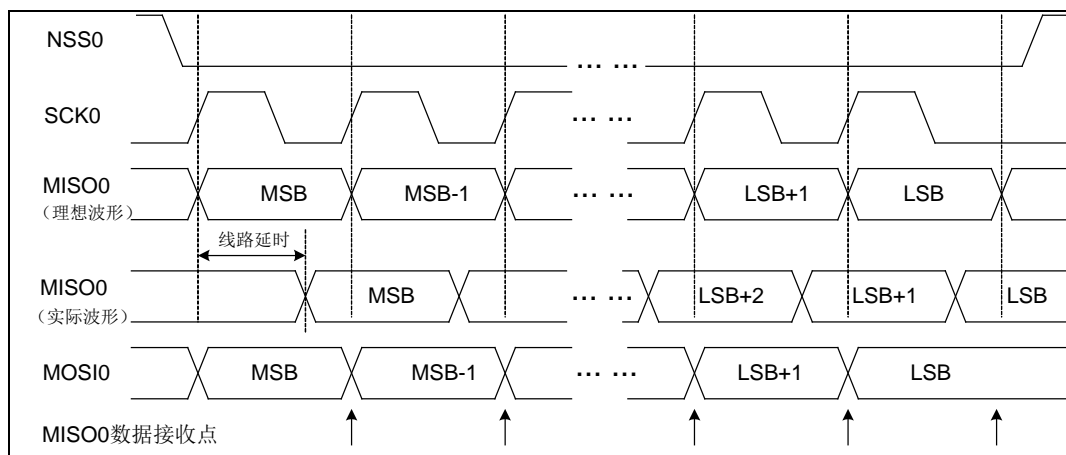 NSS0
... ...
SCK0
... ...
MISO0 MSB MSB-1 ... ... LSB+1 LSB
（理想波形）
线路延时
MISO0 MSB ... ... LSB+2 LSB+1 LSB
（实际波形）
MOSI0 MSB MSB-1 ... ... LSB+1 LSB
MISO0数据接收点